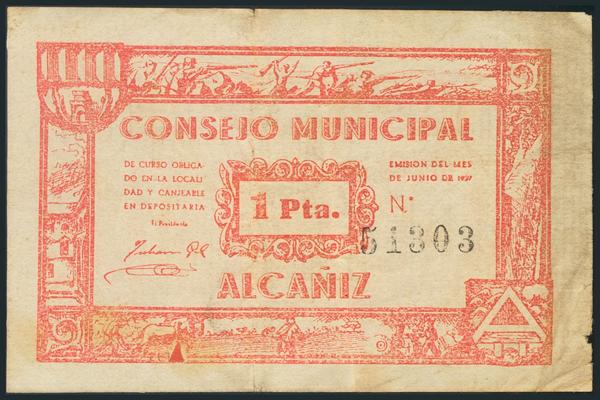 CONSEJO MUNICIPAL
DE CURSO OBLIGA-
DO EN LA LOCALI
DAD Y CANJEABLE
EN DEPOSITARIA
El Presidente
1 Pta.
EMISION DEL MES
DE JUNIO DE 1937
N.º
51303
ALCAÑIZ